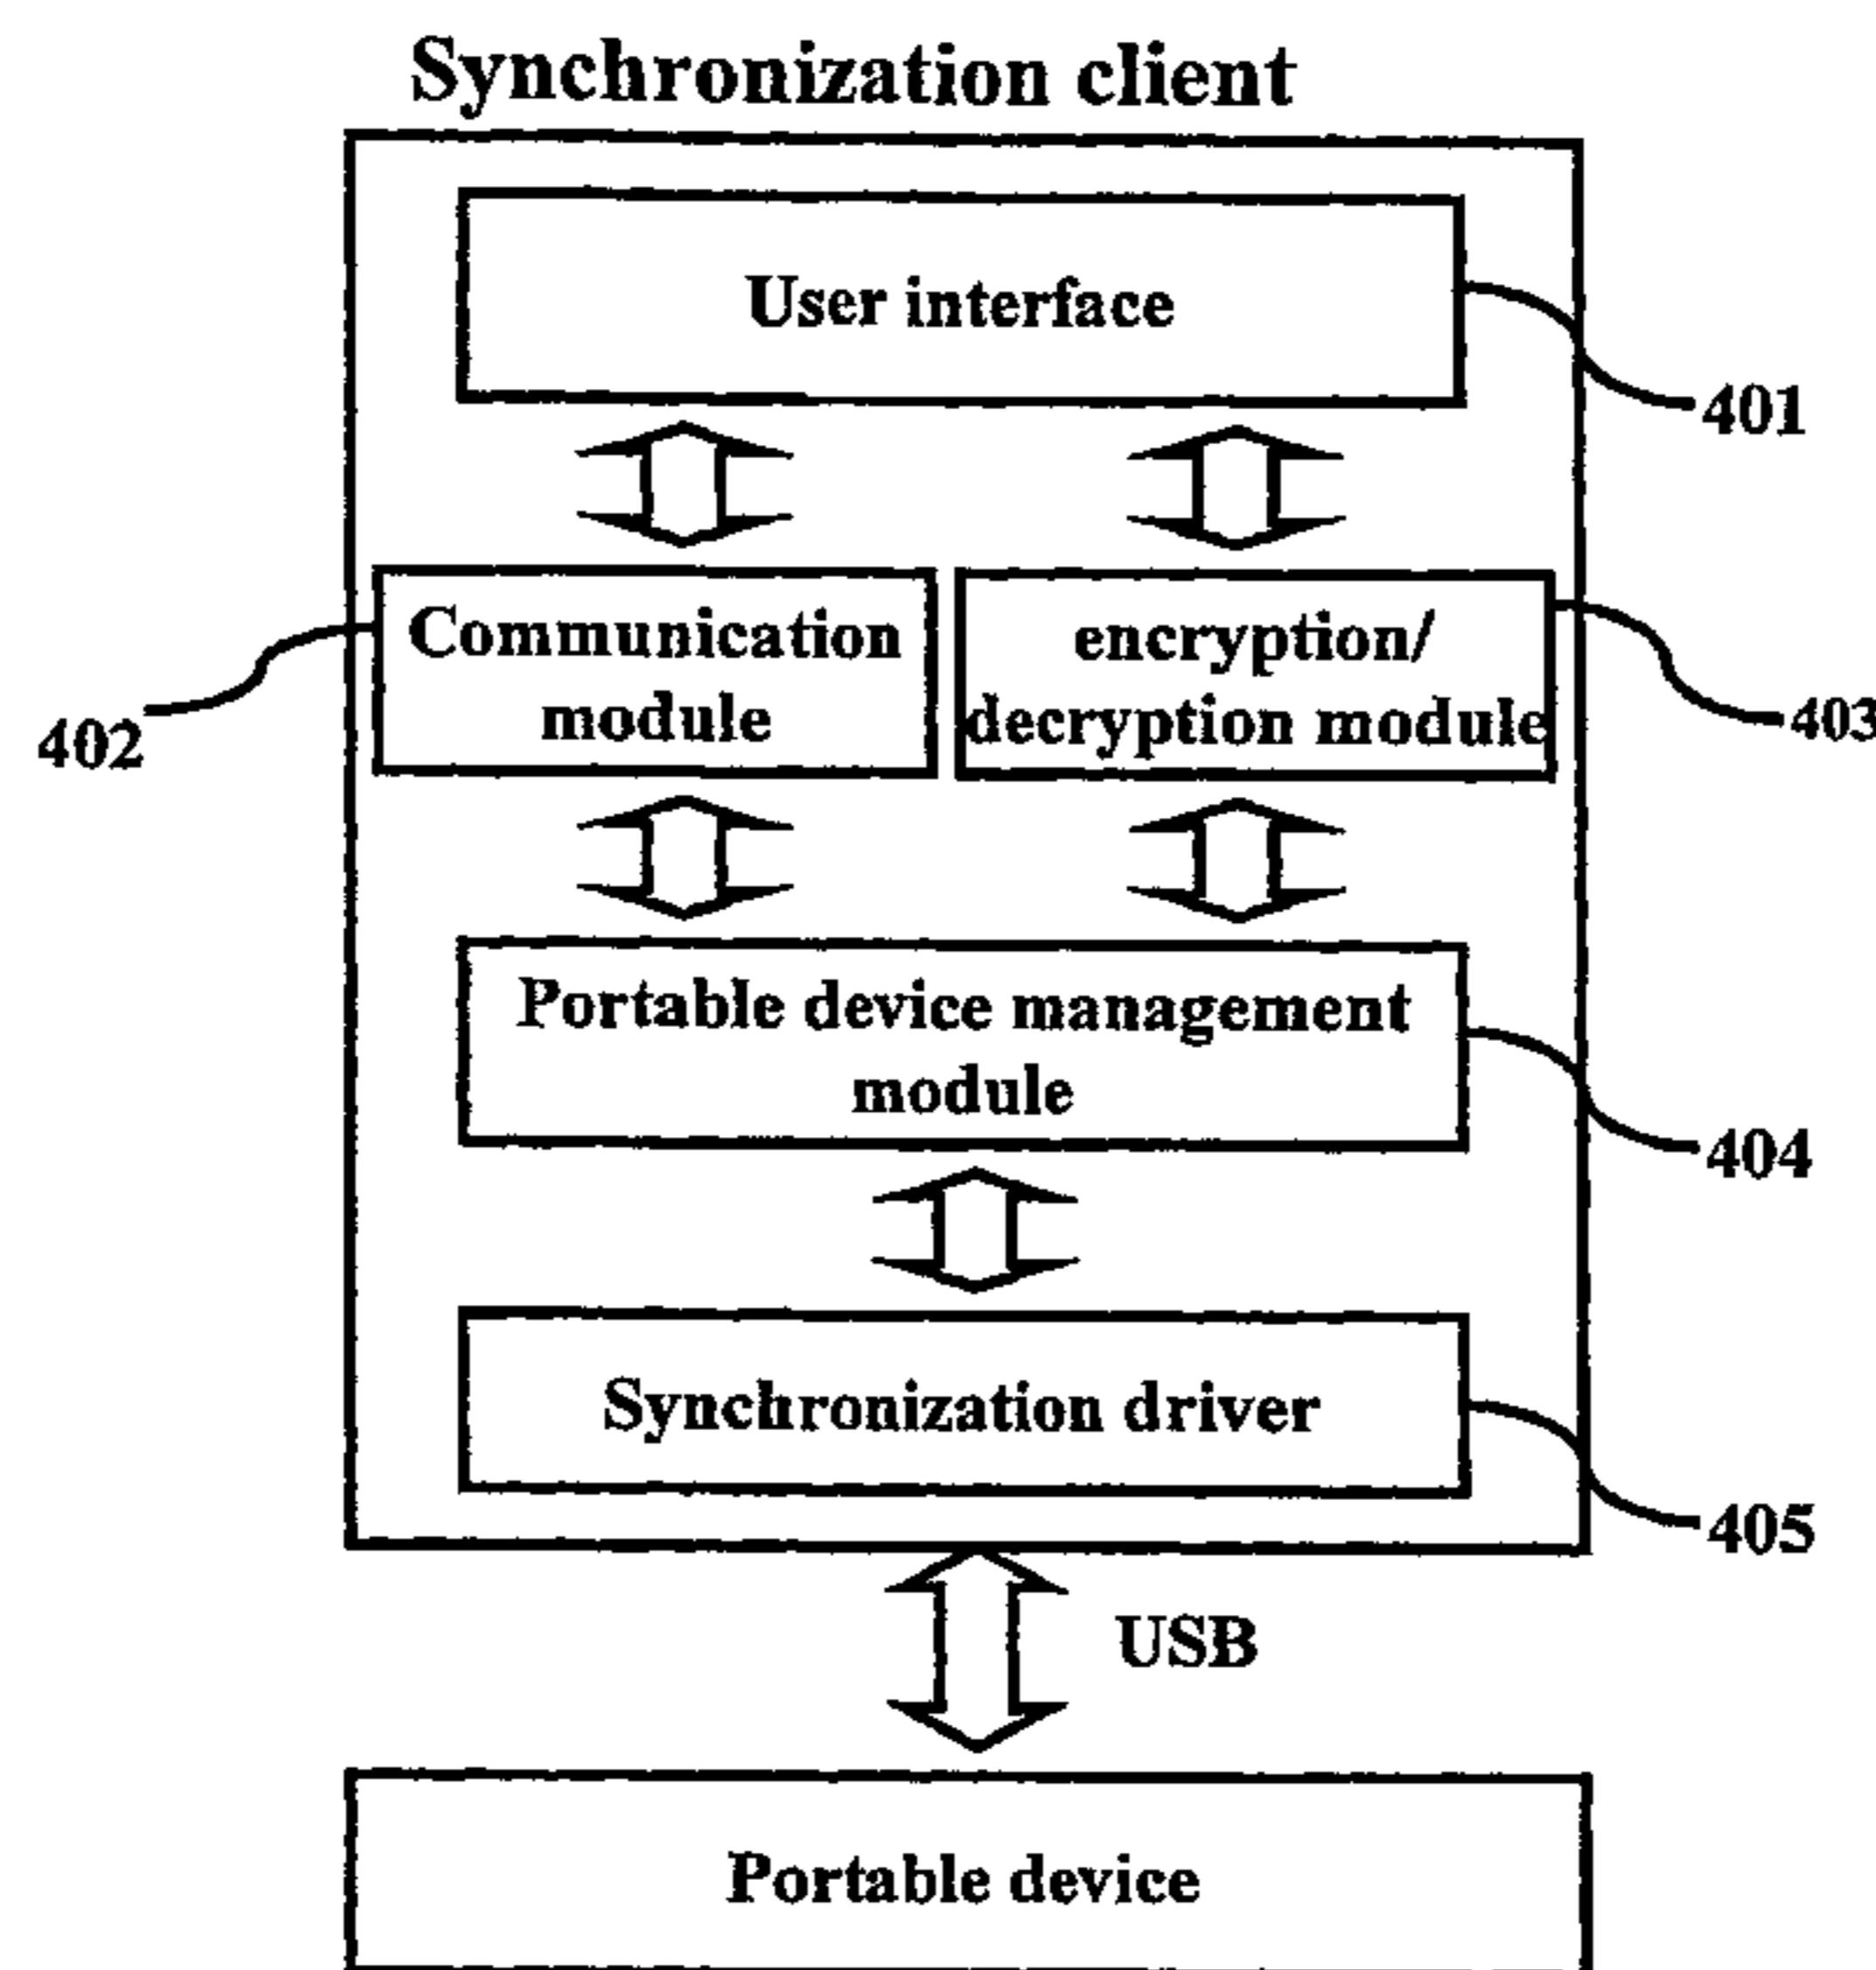 Synchronization client
User interface
401
Communication
module
encryption/
decryption module
402
403
Portable device management
module
404
Synchronization driver
405
USB
Portable device